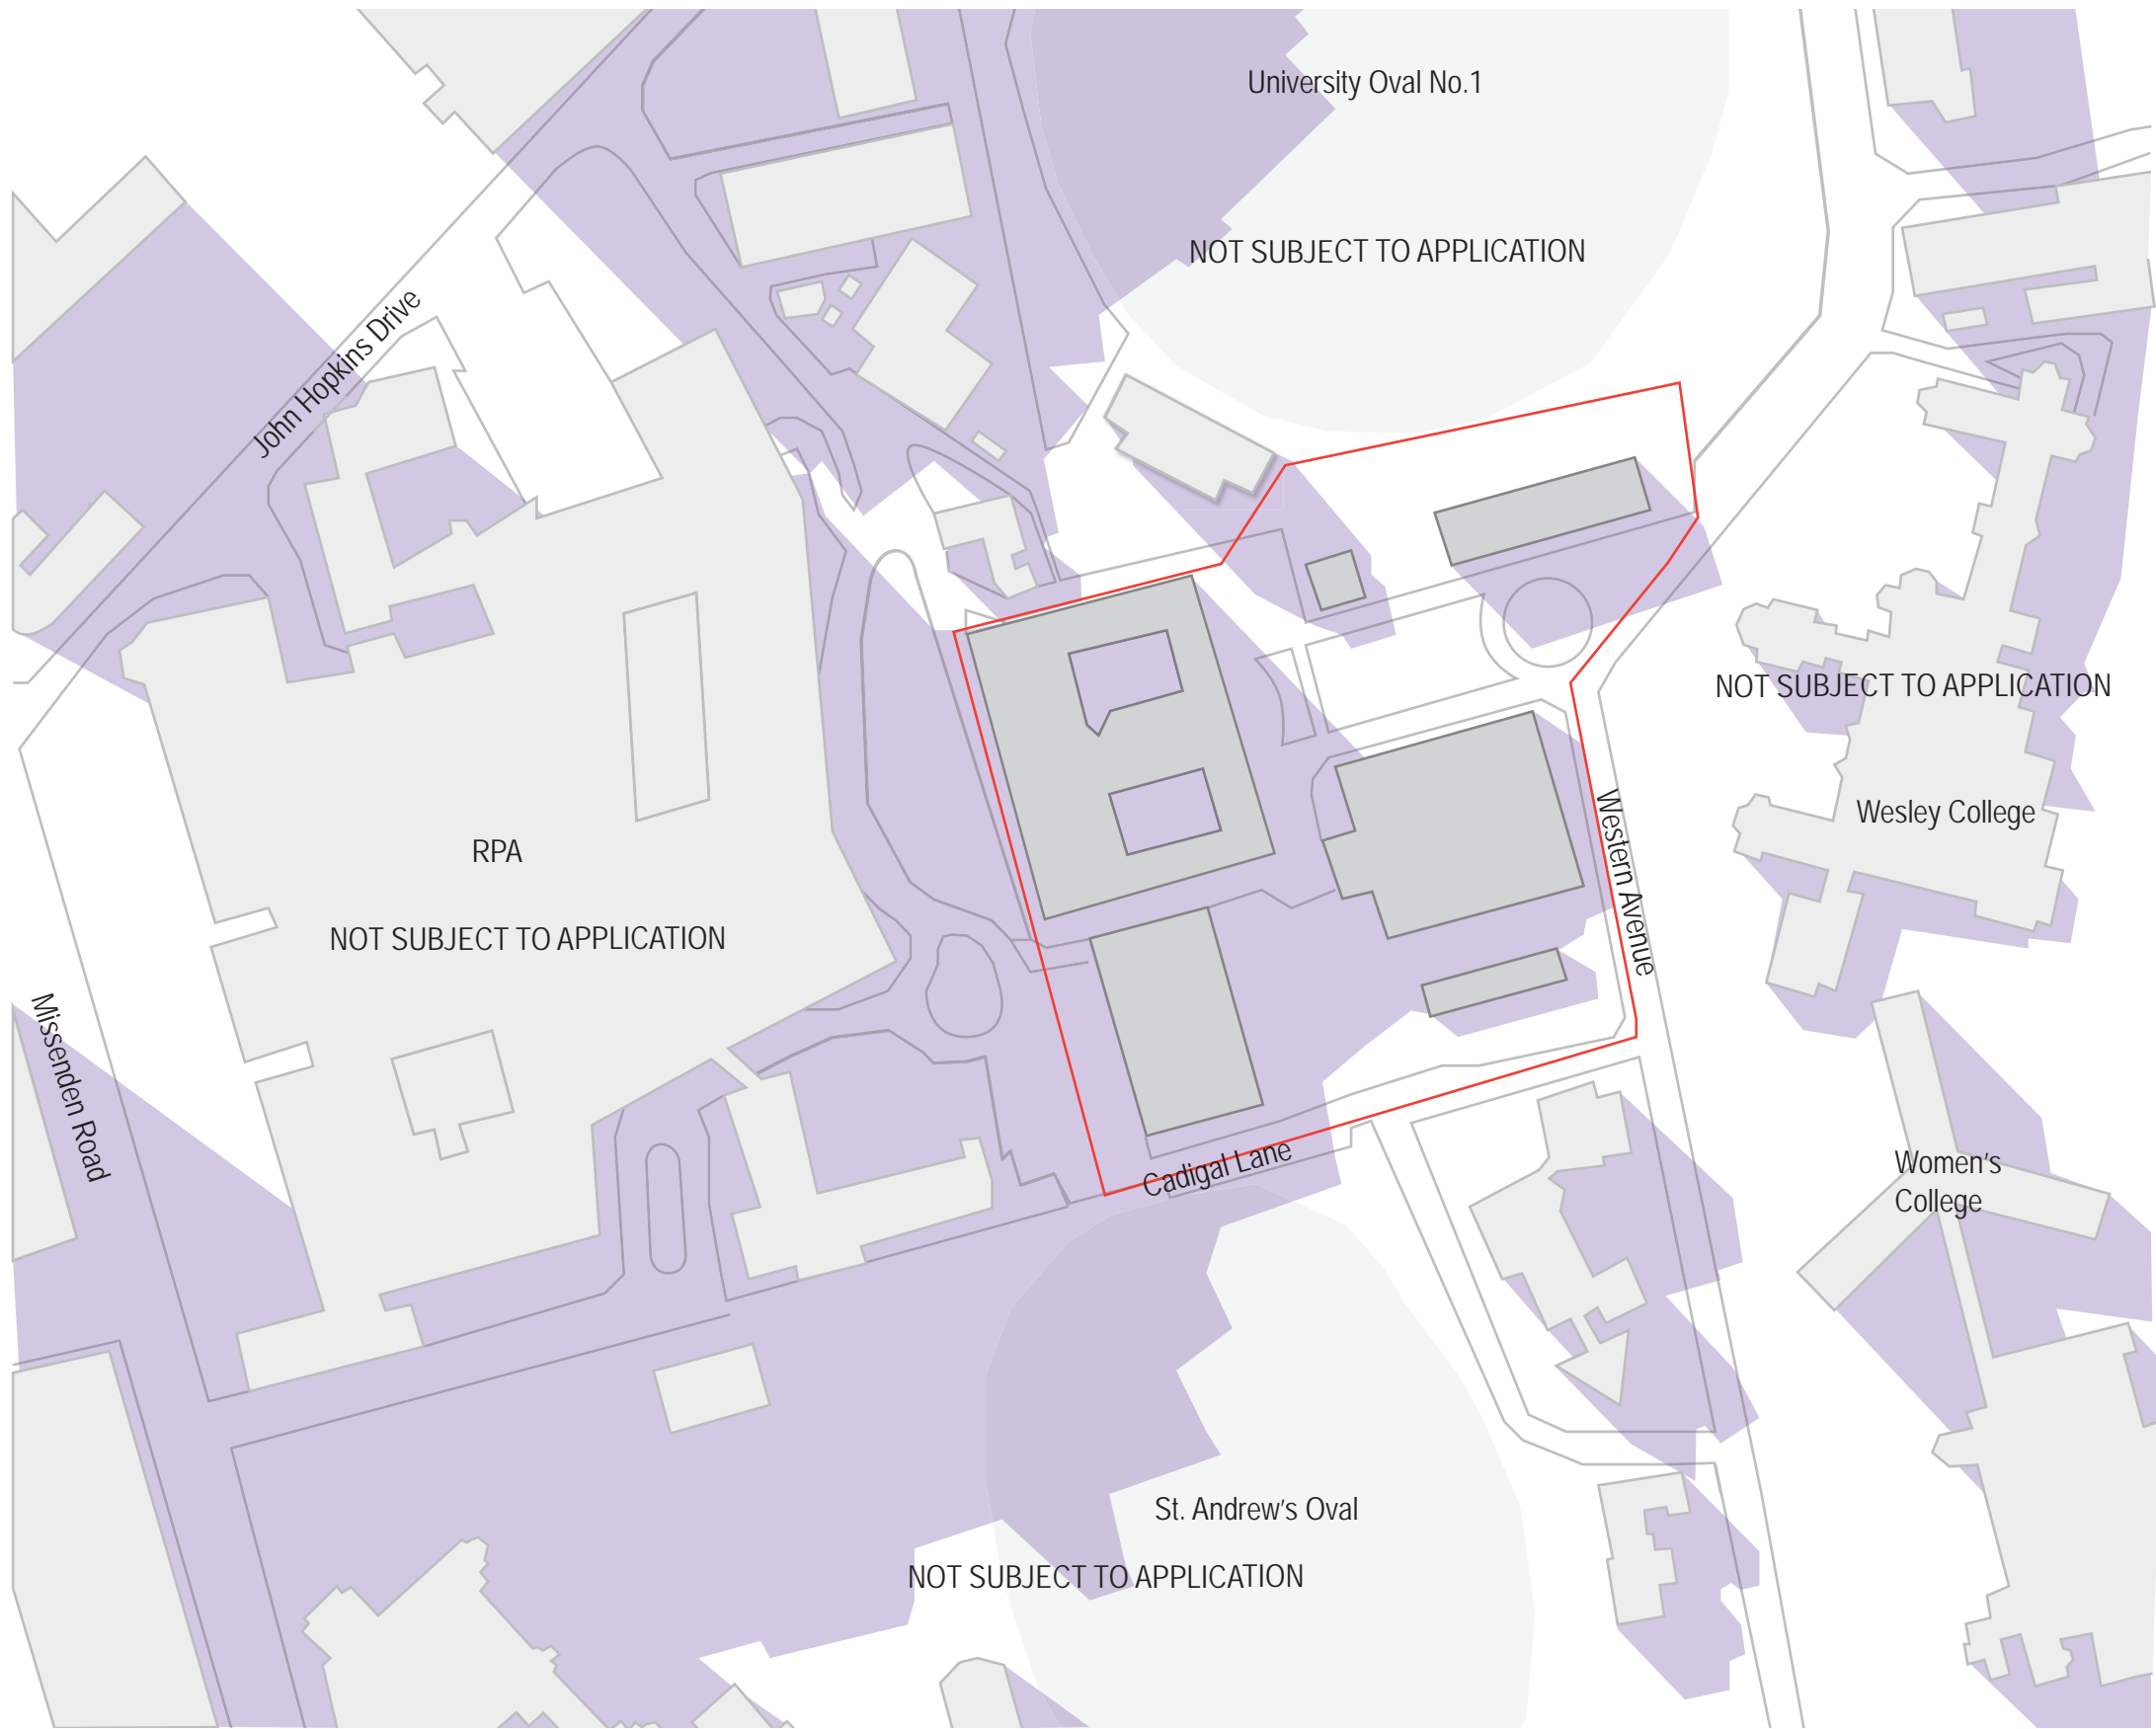 University Oval No.1
NOT SUBJECT TO APPLICATION
John Hopkins Drive
NOT SUBJECT TO APPLICATION
Wesley College
Western Avenue
RPA
NOT SUBJECT TO APPLICATION
Missenden Road
Cadigal Lane
Women's
College
St. Andrew's Oval
NOT SUBJECT TO APPLICATION